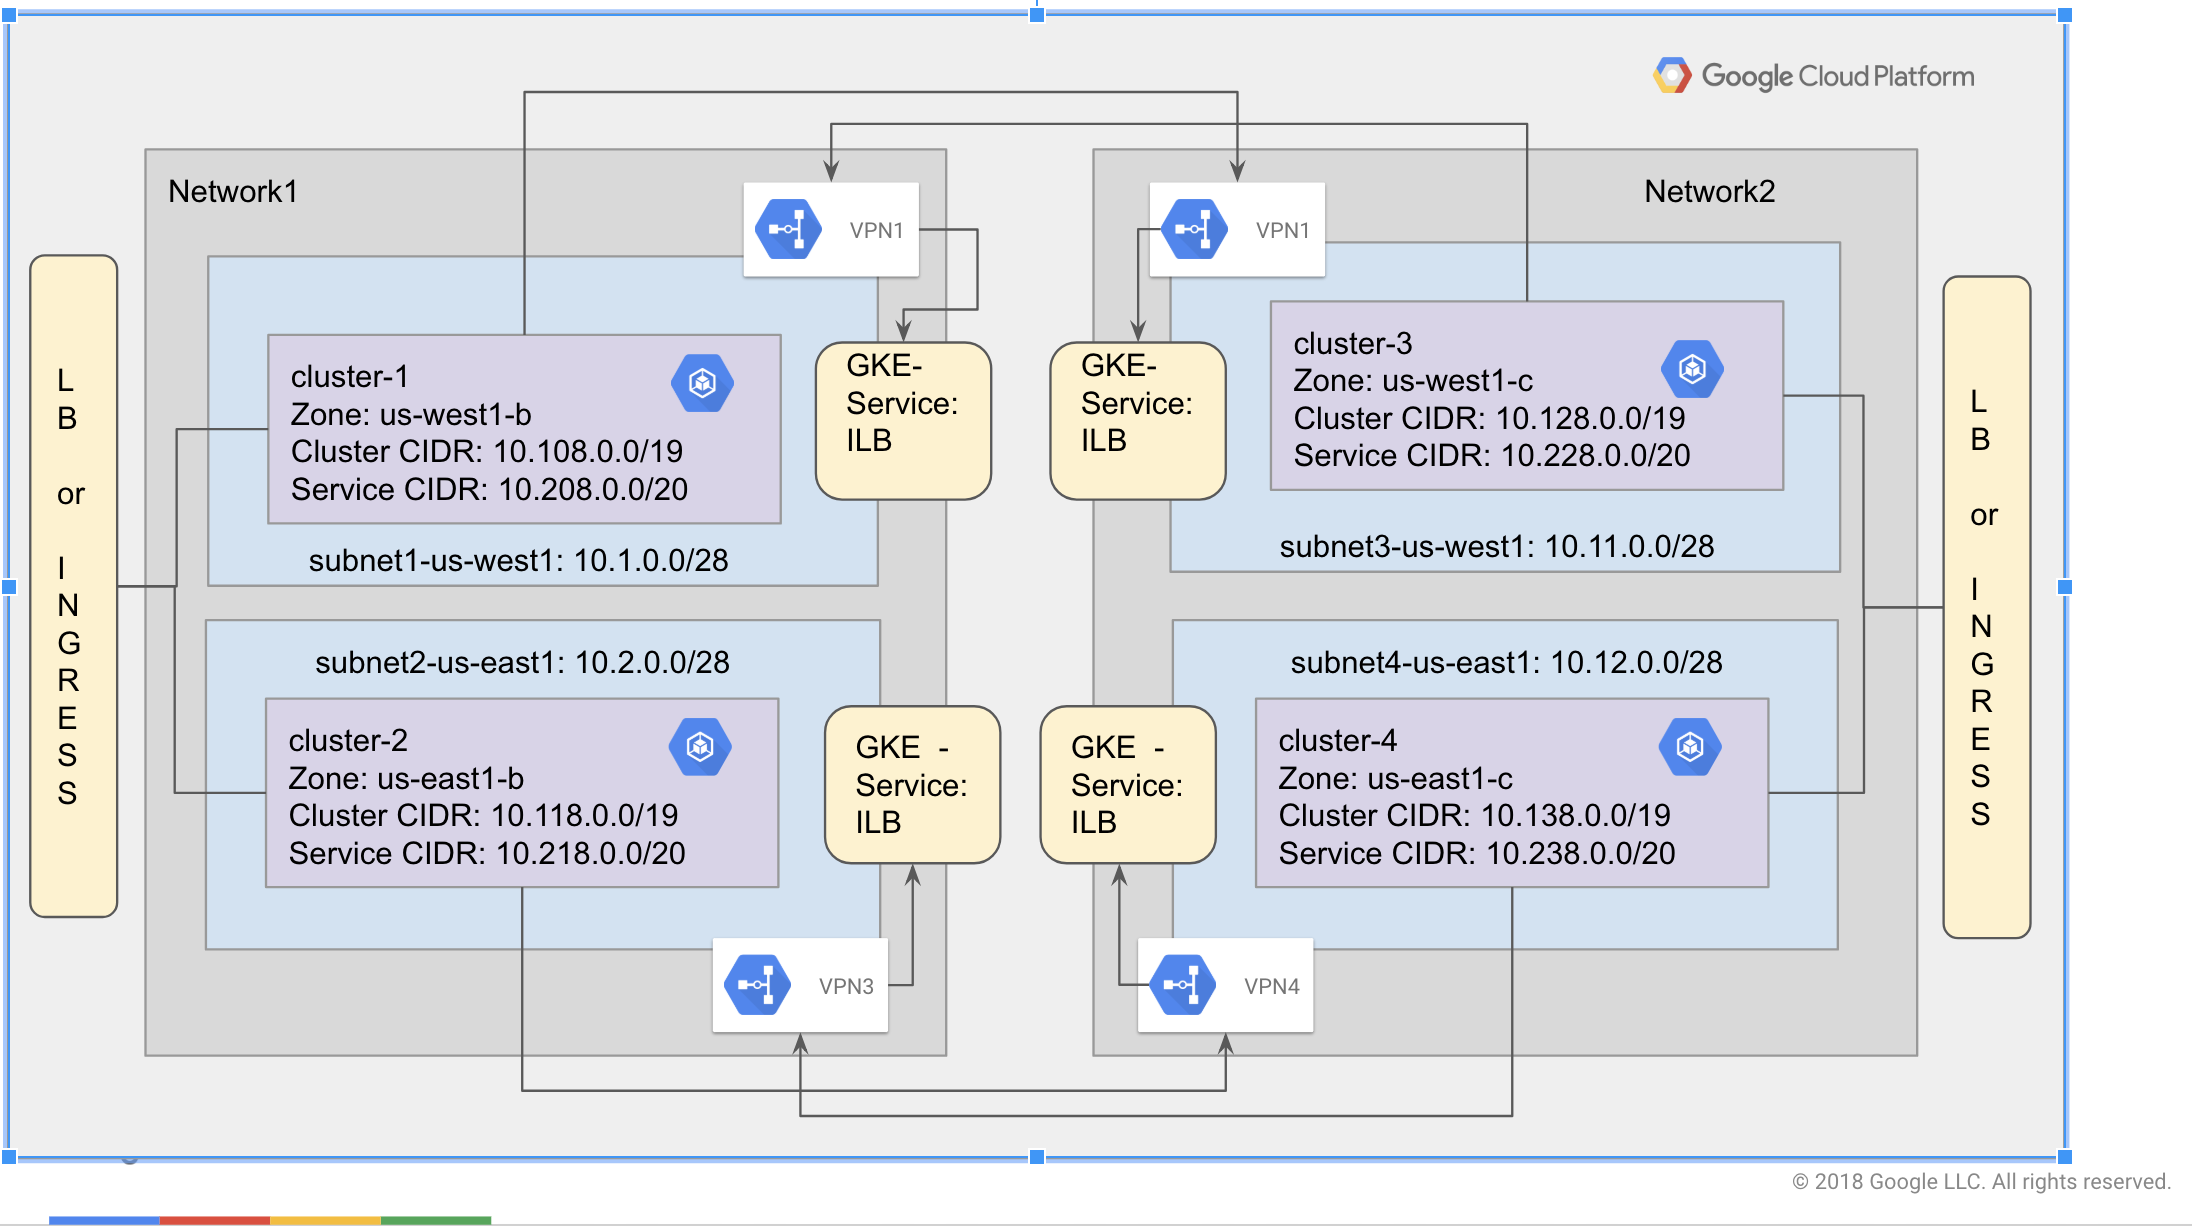 Google Cloud Platform
Network1
Network2
VPN1
VPN1
L
B
or
I
N
G
R
E
S
S
cluster-1
Zone: us-west1-b
Cluster CIDR: 10.108.0.0/19
Service CIDR: 10.208.0.0/20
subnet1-us-west1: 10.1.0.0/28
GKE-
Service:
ILB
GKE-
Service:
ILB
cluster-3
Zone: us-west1-c
Cluster CIDR: 10.128.0.0/19
Service CIDR: 10.228.0.0/20
subnet3-us-west1: 10.11.0.0/28
L
B
or
I
N
G
R
E
S
S
subnet2-us-east1: 10.2.0.0/28
cluster-2
Zone: us-east1-b
Cluster CIDR: 10.118.0.0/19
Service CIDR: 10.218.0.0/20
GKE -
Service:
ILB
GKE -
Service:
ILB
subnet4-us-east1: 10.12.0.0/28
cluster-4
Zone: us-east1-c
Cluster CIDR: 10.138.0.0/19
Service CIDR: 10.238.0.0/20
VPN3
VPN4
© 2018 Google LLC. All rights reserved.